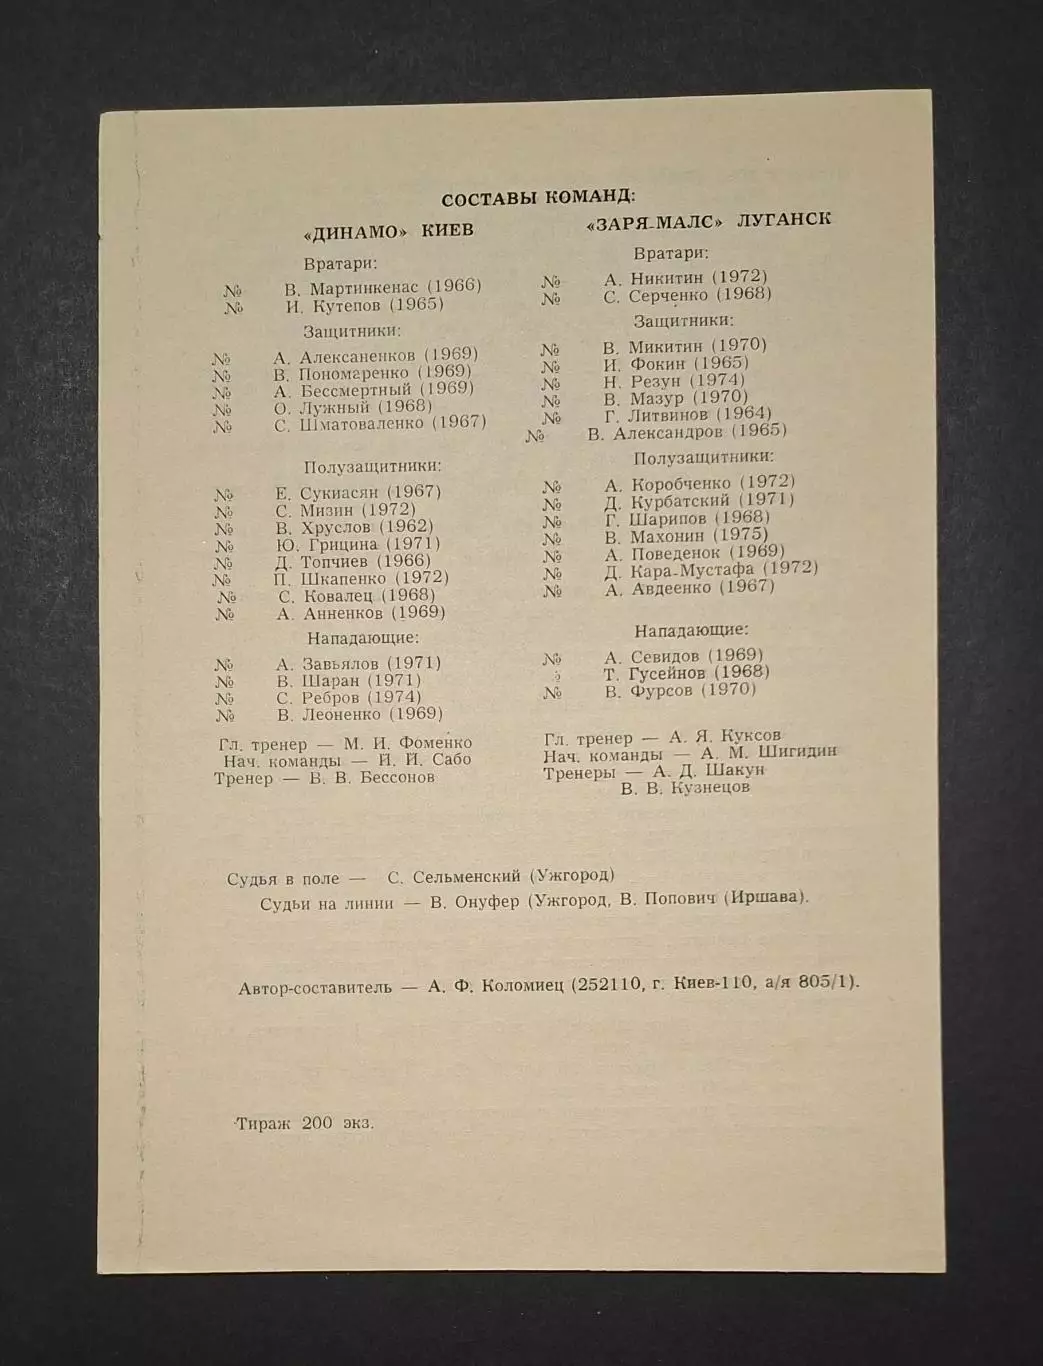 СОСТАВЫ КОМАНД:
«ДИНАМО» КИЕВ
Вратари:
№ В. Мартинкенас (1966)
№ И. Кутепов (1965)
Защитники:
№ А. Алексаненков (1969)
№ В. Пономаренко (1969)
№ А. Бессмертный (1969)
№ О. Лужный (1968)
№ С. Шматоваленко (1967)
Полузащитники:
№ Е. Сукиасян (1967)
№ С. Мизин (1972)
№ В. Хруслов (1962)
№ Ю. Грицина (1971)
№ Д. Топчиев (1966)
№ П. Шкапенко (1972)
№ С. Ковалец (1968)
№ А. Анненков (1969)
Нападающие:
№ А. Завьялов (1971)
№ В. Шаран (1971)
№ С. Ребров (1974)
№ В. Леоненко (1969)
Гл. тренер — М. И. Фоменко
Нач. команды — Й. Й. Сабо
Тренер — В. В. Бессонов
«ЗАРЯ-МАЛС» ЛУГАНСК
Вратари:
№ А. Никитин (1972)
№ С. Серченко (1968)
Защитники:
№ В. Микитин (1970)
№ И. Фокин (1965)
№ Н. Резун (1974)
№ В. Мазур (1970)
№ Г. Литвинов (1964)
№ В. Александров (1965)
Полузащитники:
№ А. Коробченко (1972)
№ Д. Курбатский (1971)
№ Г. Шарипов (1968)
№ В. Махонин (1975)
№ А. Поведенок (1969)
№ Д. Кара-Мустафа (1972)
№ А. Авдеенко (1967)
Нападающие:
№ А. Севидов (1969)
Т. Гусейнов (1968)
№ В. Фурсов (1970)
Гл. тренер — А. Я. Куксов
Нач. команды — А. М. Шигидин
Тренеры — А. Д. Шакун
В. В. Кузнецов
Судья в поле — С. Сельменский (Ужгород)
Судьи на линии — В. Онуфер (Ужгород, В. Попович (Иршава).
Автор-составитель — А. Ф. Коломиец (252110, г. Киев-110, а/я 805/1).
Тираж 200 экз.